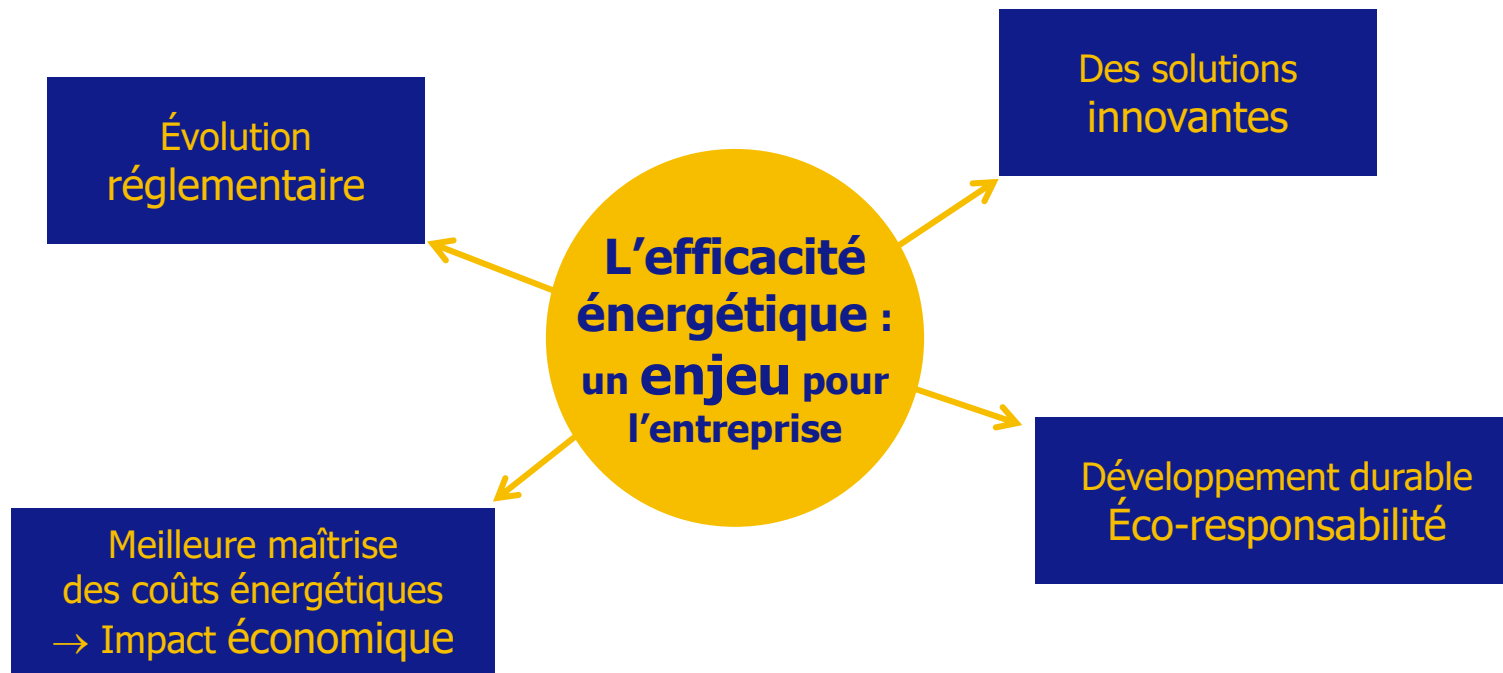 Évolution
réglementaire
Des solutions
innovantes
L’efficacité
énergétique :
un enjeu pour
l’entreprise
Meilleure maîtrise
des coûts énergétiques
→ Impact économique
Développement durable
Éco-responsabilité